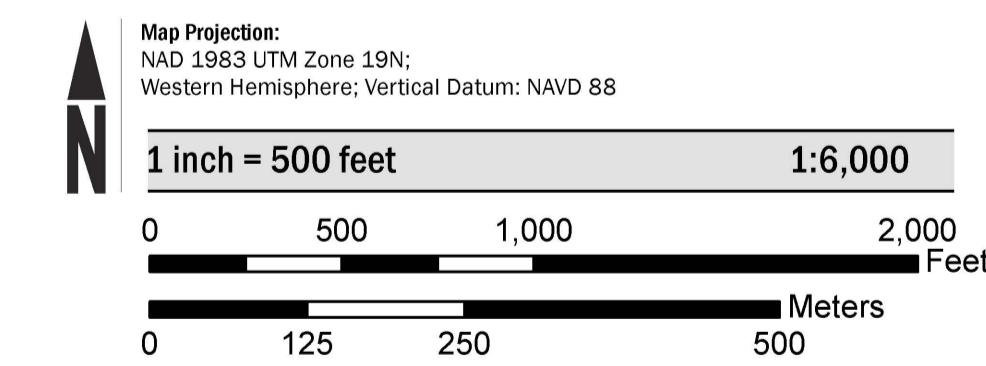 N
Map Projection:
NAD 1983 UTM Zone 19N;
Western Hemisphere; Vertical Datum: NAVD 88
1 inch = 500 feet 1:6,000
0 500 1,000 2,000
Feet
Meters
0 125 250 500